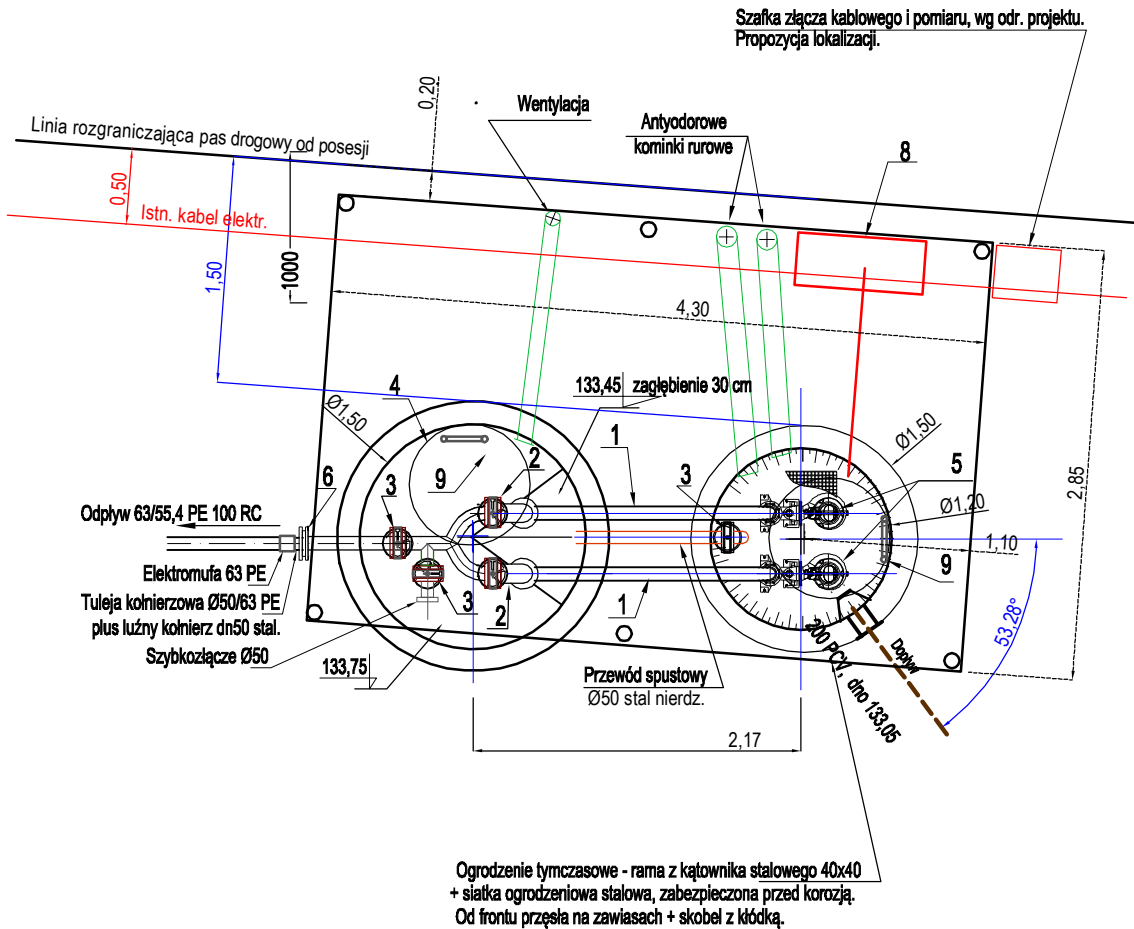 Szafka złącza kablowego i pomiaru, wg odr. projektu.
Propozycja lokalizacji.
0,20
Wentylacja
Antyodorowe
kominki rurowe
8
Linia rozgraniczająca pas drogowy od posesji
0,50
Istn. kabel elektr.
1,50
1000
4,30
4
133,45
zagłębienie 30 cm
Ø1,50
Ø1,50
2,85
6
3
9
2
1
3
5
Ø1,20
Odpływ 63/55,4 PE 100 RC
1,10
Elektromufa 63 PE
9
Tuleja kołnierzowa Ø50/63 PE
plus luźny kołnierz dn50 stal.
3
2
1
53,28°
Szybkozłącze Ø50
133,75
Przewód spustowy
Ø50 stal nierdz.
Dopływ
200 PCV, dno 133,05
2,17
Ogrodzenie tymczasowe - rama z kątownika stalowego 40x40
+ siatka ogrodzeniowa stalowa, zabezpieczona przed korozją.
Od frontu przęsła na zawiasach + skobel z kłódką.